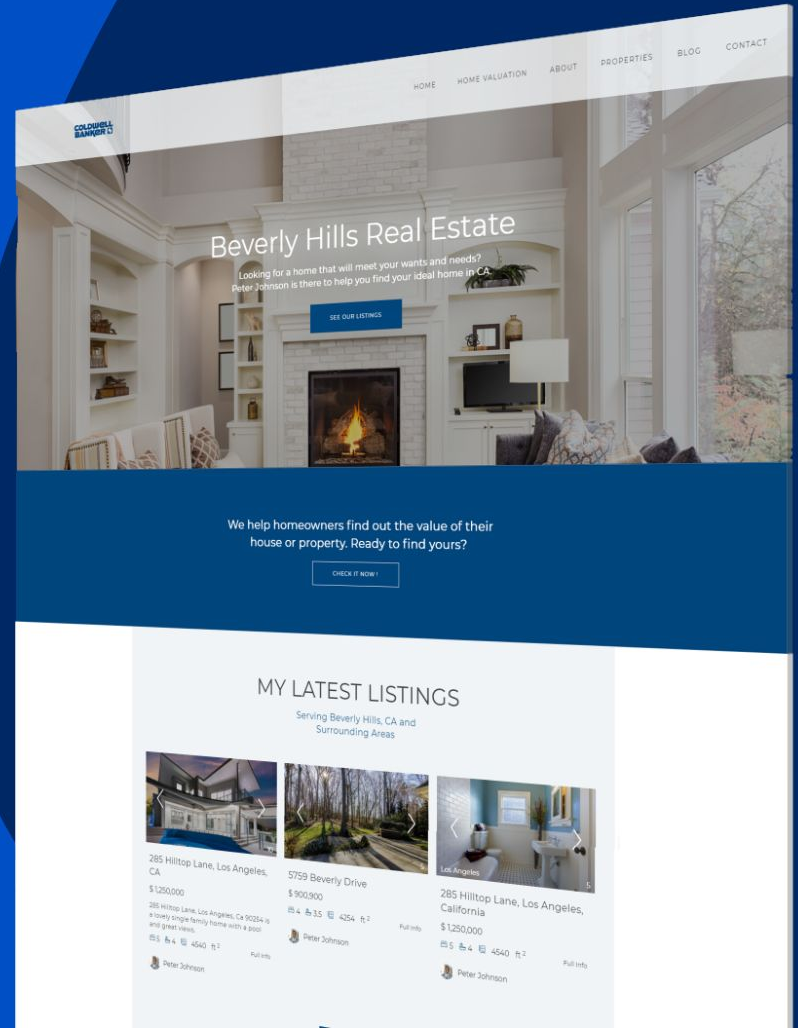 COLDWELL
BANKER
HOME
HOME VALUATION
ABOUT
PROPERTIES
BLOG
CONTACT
Beverly Hills Real Estate
Looking for a home that will meet your wants and needs?
Peter Johnson is there to help you find your ideal home in CA.
SEE OUR LISTINGS
We help homeowners find out the value of their
house or property. Ready to find yours?
CHECK IT NOW !
MY LATEST LISTINGS
Serving Beverly Hills, CA and
Surrounding Areas
285 Hilltop Lane, Los Angeles,
CA
$ 1,250,000
285 Hilltop Lane, Los Angeles, Ca 90254 is
a lovely single family home with a pool
and great views.
5 4 4540 ft²
Full info
Peter Johnson
5759 Beverly Drive
$ 900,900
4 3.5 4254 ft²
Full info
Peter Johnson
Los Angeles
5
285 Hilltop Lane, Los Angeles,
California
$ 1,250,000
5 4 4540 ft²
Full info
Peter Johnson